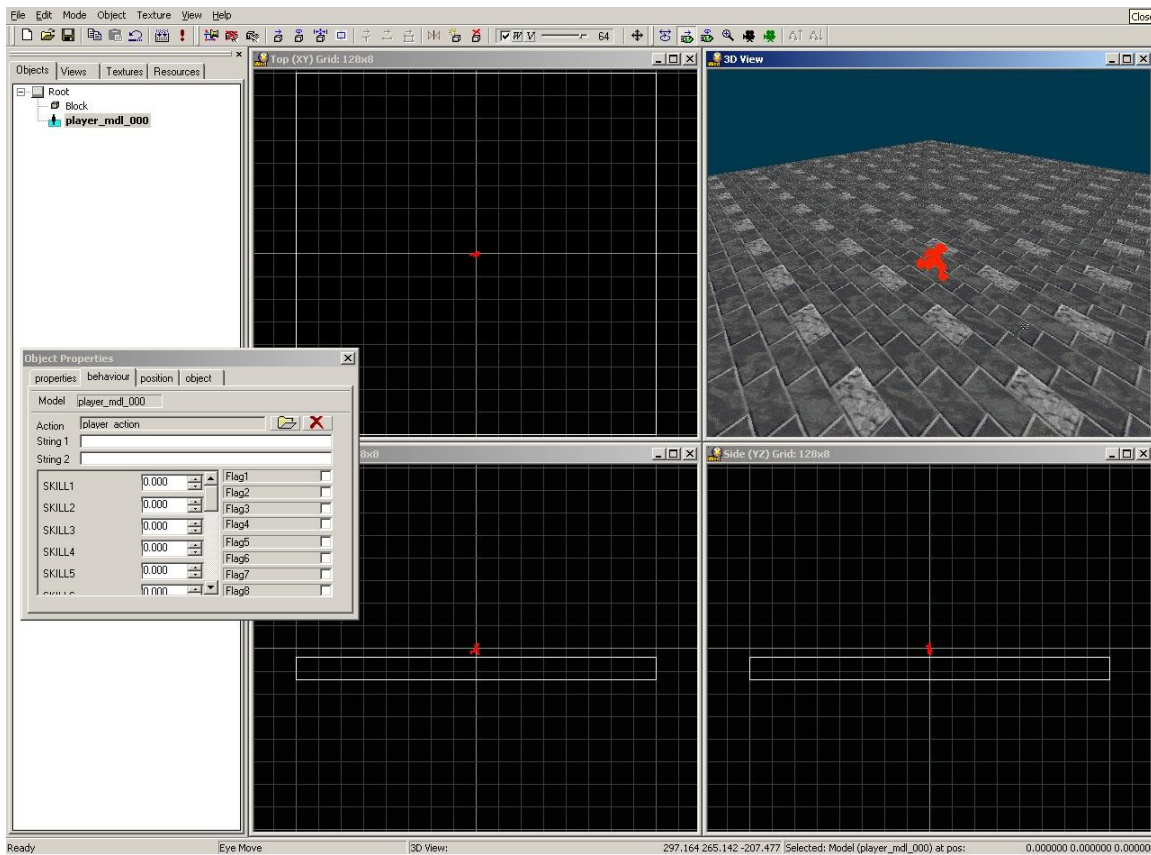 File Edit Mode Object Texture View Help
Close
64
Objects Views Textures Resources
Root
Block
player_mdl_000
Top (XY) Grid: 128x8
3D View
Object Properties
properties behaviour position object
Model player_mdl_000
Action player action
String 1
String 2
SKILL1 0.000 Flag1
SKILL2 0.000 Flag2
SKILL3 0.000 Flag3
SKILL4 0.000 Flag4
SKILL5 0.000 Flag5
0.000 Flag6
Flag7
Flag8
8x8
Side (YZ) Grid: 128x8
Ready Eye Move 3D View: 297.164 265.142 -207.477 Selected: Model (player_mdl_000) at pos: 0.000000 0.000000 0.00000